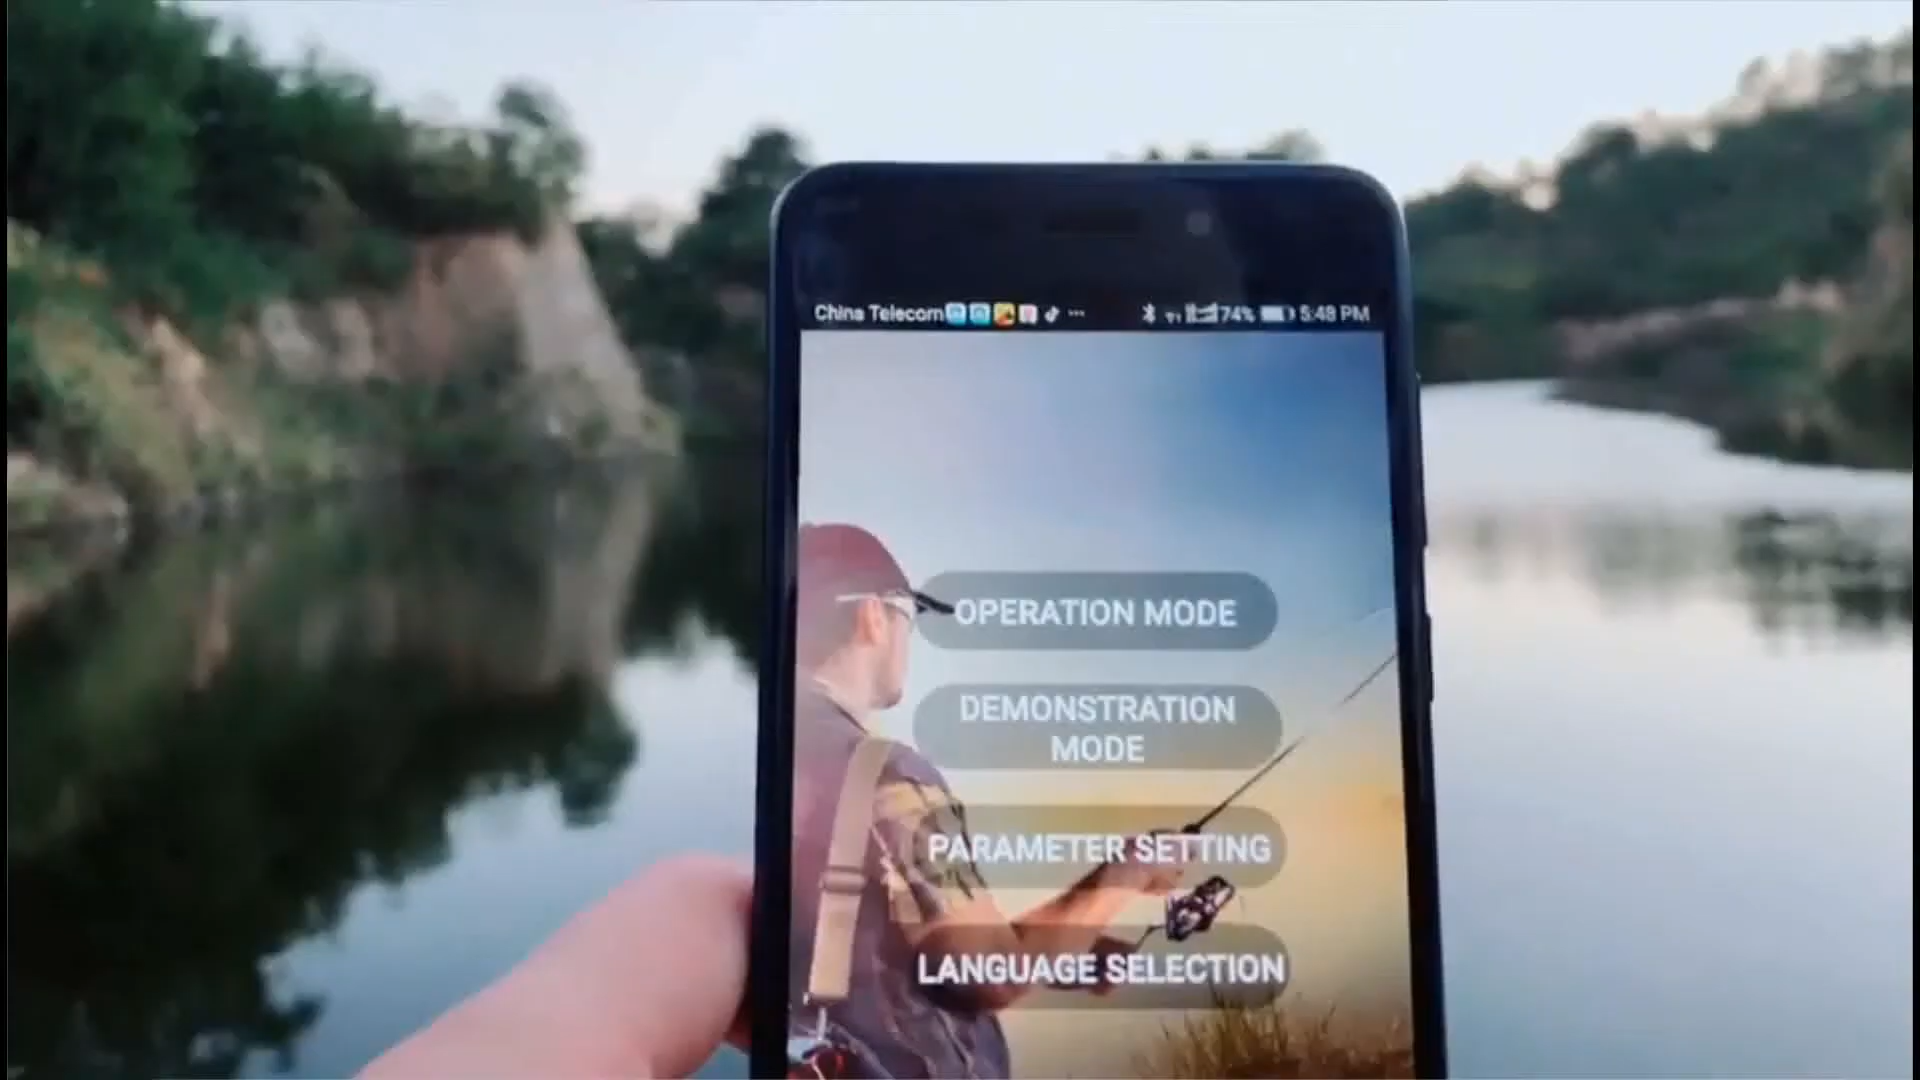 China Telecom 74% 5:48 PM
OPERATION MODE
DEMONSTRATION
MODE
PARAMETER SETTING
LANGUAGE SELECTION